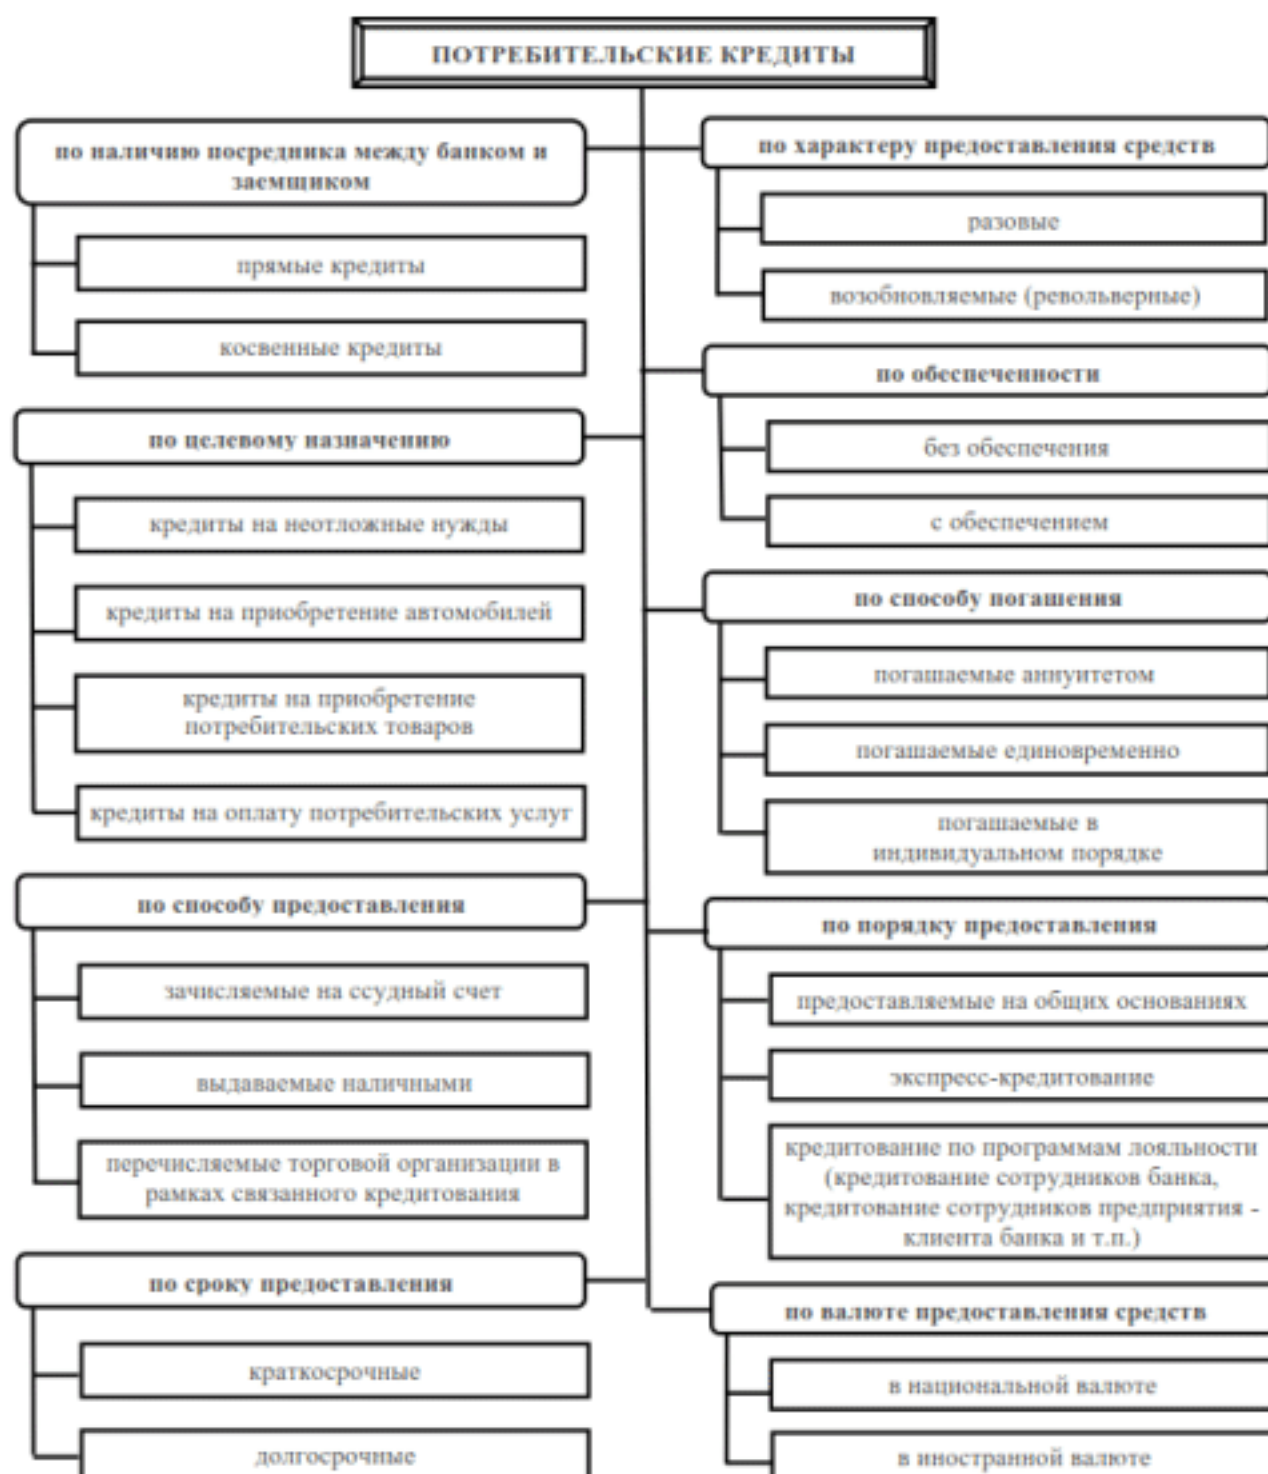 ПОТРЕБИТЕЛЬСКИЕ КРЕДИТЫ
по наличию посредника между банком и
заемщиком
прямые кредиты
косвенные кредиты
по целевому назначению
кредиты на неотложные нужды
кредиты на приобретение автомобилей
кредиты на приобретение
потребительских товаров
кредиты на оплату потребительских услуг
по способу предоставления
зачисляемые на ссудный счет
выдаваемые наличными
перечисляемые торговой организации в
рамках связанного кредитования
по сроку предоставления
краткосрочные
долгосрочные
по характеру предоставления средств
разовые
возобновляемые (револьверные)
по обеспеченности
без обеспечения
с обеспечением
по способу погашения
погашаемые аннуитетом
погашаемые единовременно
погашаемые в
индивидуальном порядке
по порядку предоставления
предоставляемые на общих основаниях
экспресс-кредитование
кредитование по программам лояльности
(кредитование сотрудников банка,
кредитование сотрудников предприятия -
клиента банка и т.п.)
по валюте предоставления средств
в национальной валюте
в иностранной валюте